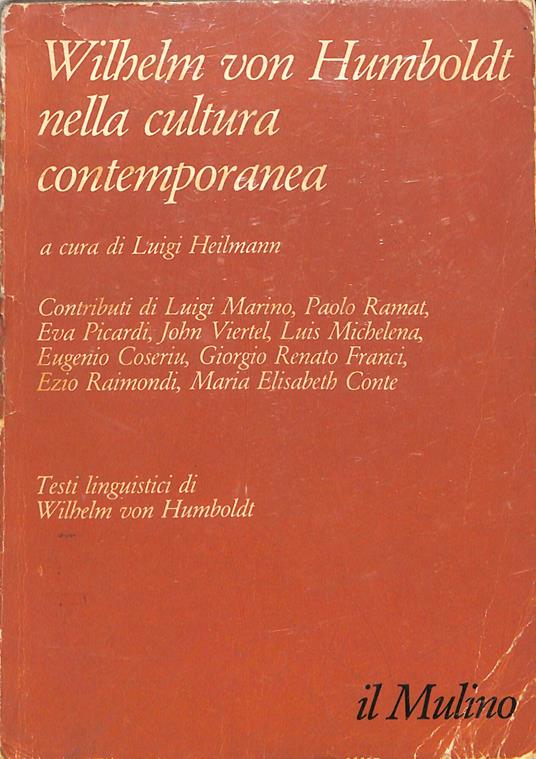 Wilhelm von Humboldt
nella cultura
contemporanea
a cura di Luigi Heilmann
Contributi di Luigi Marino, Paolo Ramat,
Eva Picardi, John Viertel, Luis Michelena,
Eugenio Coseriu, Giorgio Renato Franci,
Ezio Raimondi, Maria Elisabeth Conte
Testi linguistici di
Wilhelm von Humboldt
il Mulino